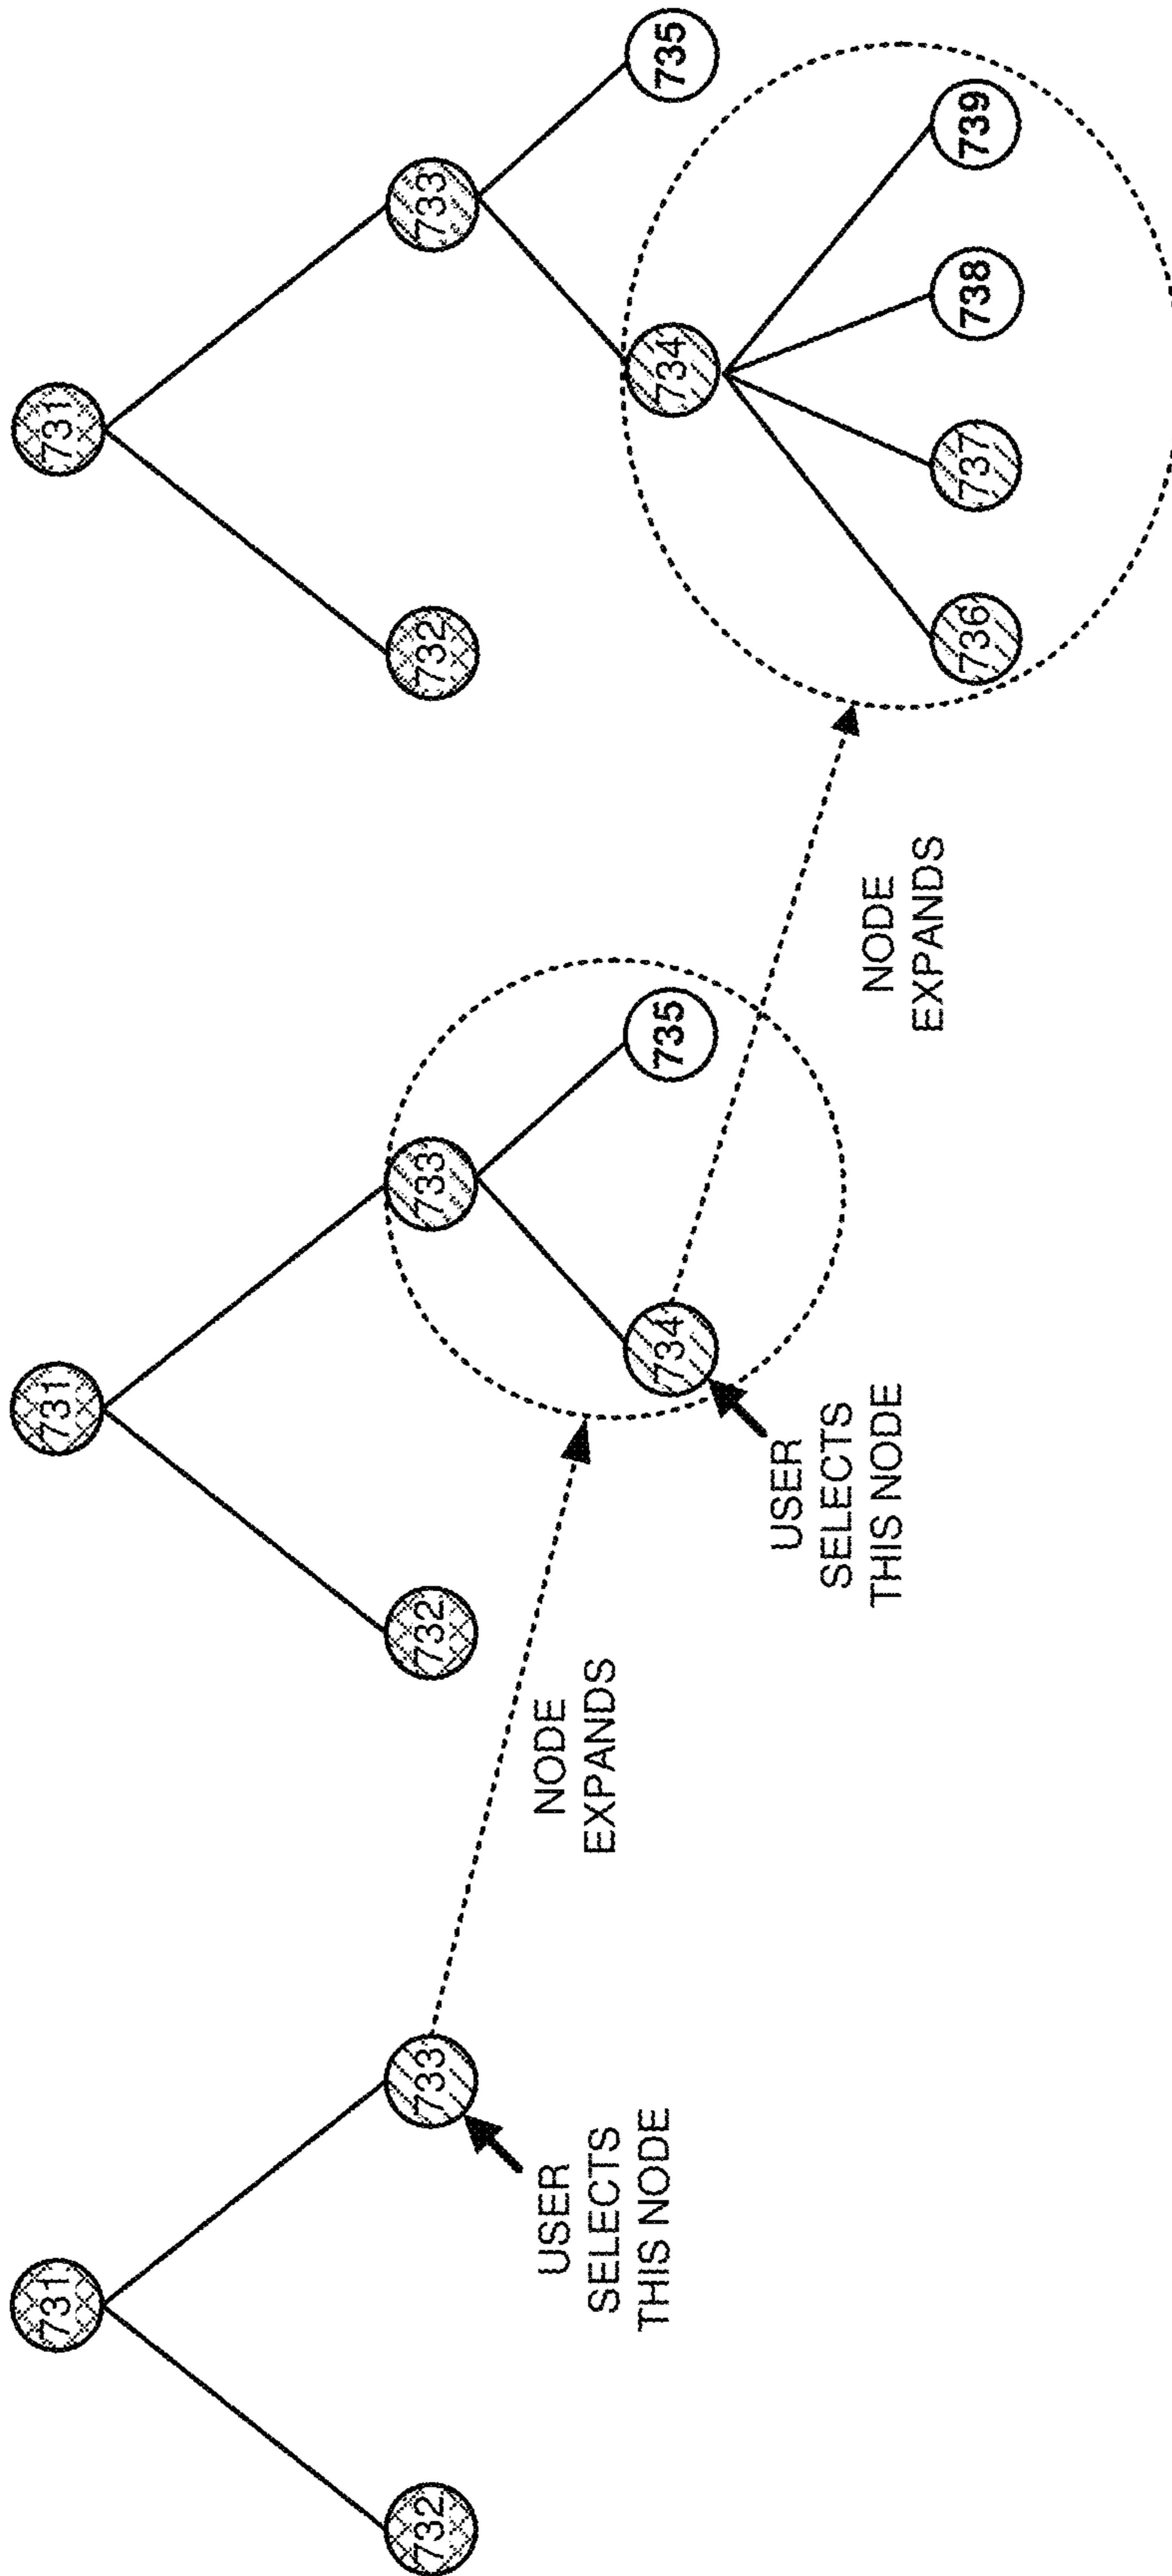 731
732
733
USER
SELECTS
THIS NODE
NODE
EXPANDS
731
732
733
734
735
USER
SELECTS
THIS NODE
NODE
EXPANDS
731
732
733
734
735
736
737
738
739